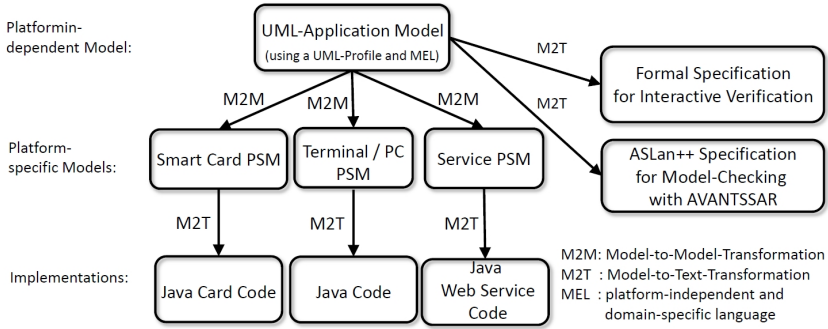 Platformin-
dependent Model:
UML-Application Model
(using a UML-Profile and MEL)
M2T
Formal Specification
for Interactive Verification
M2M
M2M
M2M
M2T
Platform-
specific Models:
Smart Card PSM
Terminal / PC
PSM
Service PSM
ASLan++ Specification
for Model-Checking
with AVANTSSAR
M2T
M2T
M2T
Implementations:
Java Card Code
Java Code
Java
Web Service
Code
M2M: Model-to-Model-Transformation
M2T : Model-to-Text-Transformation
MEL : platform-independent and
domain-specific language